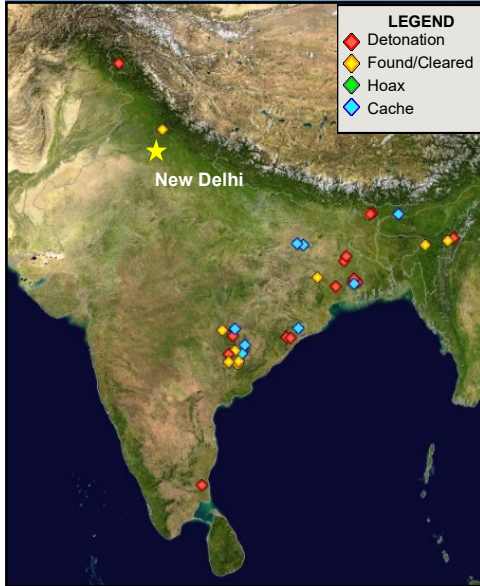 LEGEND
Detonation
Found/Cleared
Hoax
Cache
New Delhi